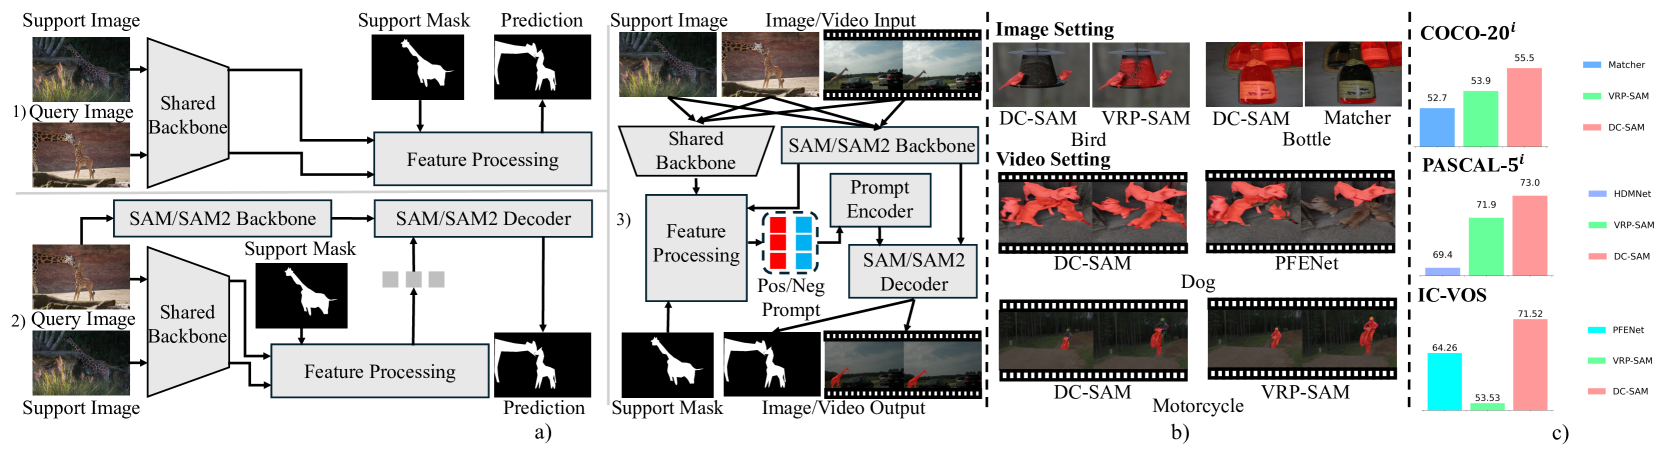 Support Image
Support Mask
Prediction
1)
Query Image
Shared
Backbone
Feature Processing
SAM/SAM2 Backbone
SAM/SAM2 Decoder
Support Mask
2)
Query Image
Shared
Backbone
Feature Processing
Support Image
Prediction
a)
Support Image
Image/Video Input
Shared
Backbone
SAM/SAM2 Backbone
3)
Feature
Processing
Prompt
Encoder
Pos/Neg
Prompt
SAM/SAM2
Decoder
Support Mask
Image/Video Output
Image Setting
DC-SAM
VRP-SAM
Bird
DC-SAM
Matcher
Bottle
Video Setting
DC-SAM
PFENet
Dog
DC-SAM
VRP-SAM
Motorcycle
b)
COCO-20i
52.7
53.9
55.5
Matcher
VRP-SAM
DC-SAM
PASCAL-5i
69.4
71.9
73.0
HDMNet
VRP-SAM
DC-SAM
IC-VOS
64.26
53.53
71.52
PFENet
VRP-SAM
DC-SAM
c)